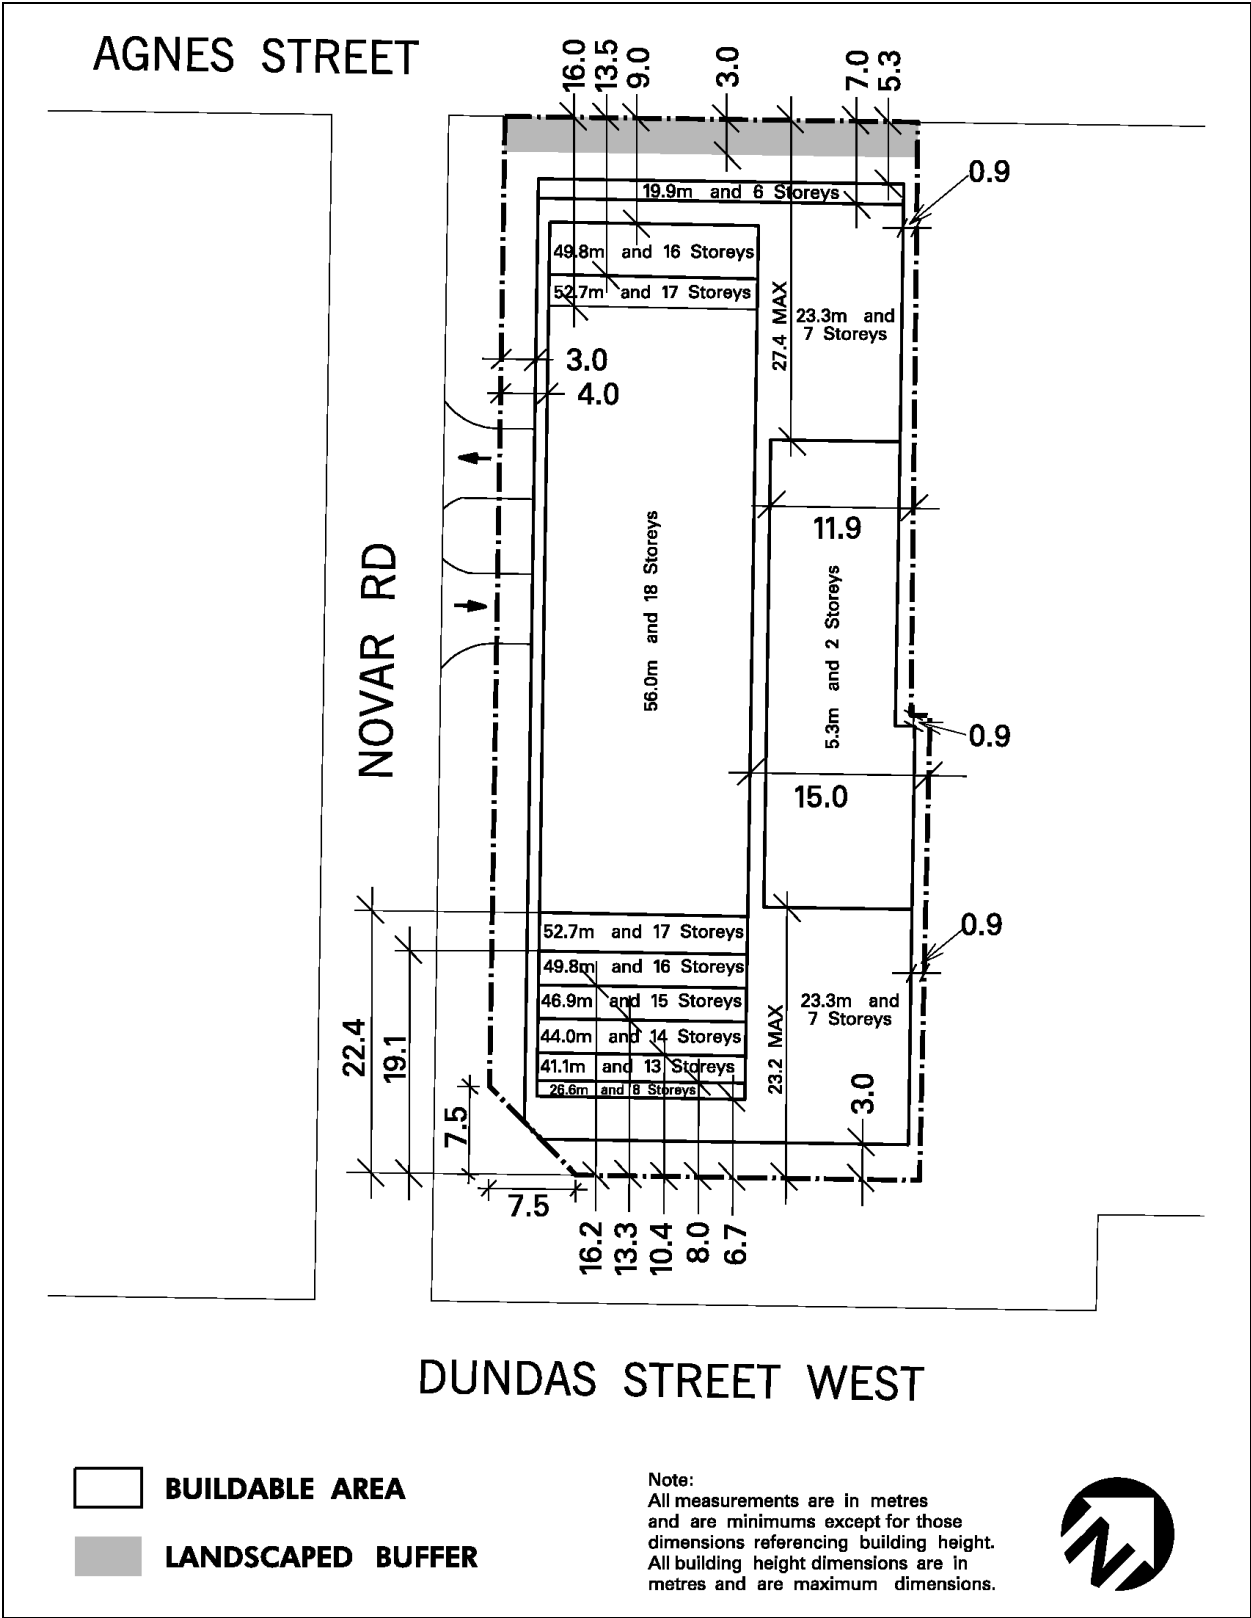 AGNES STREET
16.0
13.5
9.0
3.0
7.0
5.3
0.9
19.9m and 6 Storeys
49.8m and 16 Storeys
52.7m and 17 Storeys
27.4 MAX
23.3m and
7 Storeys
3.0
4.0
11.9
56.0m and 18 Storeys
5.3m and 2 Storeys
NOVAR RD
0.9
15.0
52.7m and 17 Storeys
49.8m and 16 Storeys
46.9m and 15 Storeys
44.0m and 14 Storeys
41.1m and 13 Storeys
26.6m and 8 Storeys
0.9
23.3m and
7 Storeys
23.2 MAX
22.4
19.1
7.5
3.0
7.5
16.2
13.3
10.4
8.0
6.7
DUNDAS STREET WEST
BUILDABLE AREA
LANDSCAPED BUFFER
Note:
All measurements are in metres
and are minimums except for those
dimensions referencing building height.
All building height dimensions are in
metres and are maximum dimensions.
N